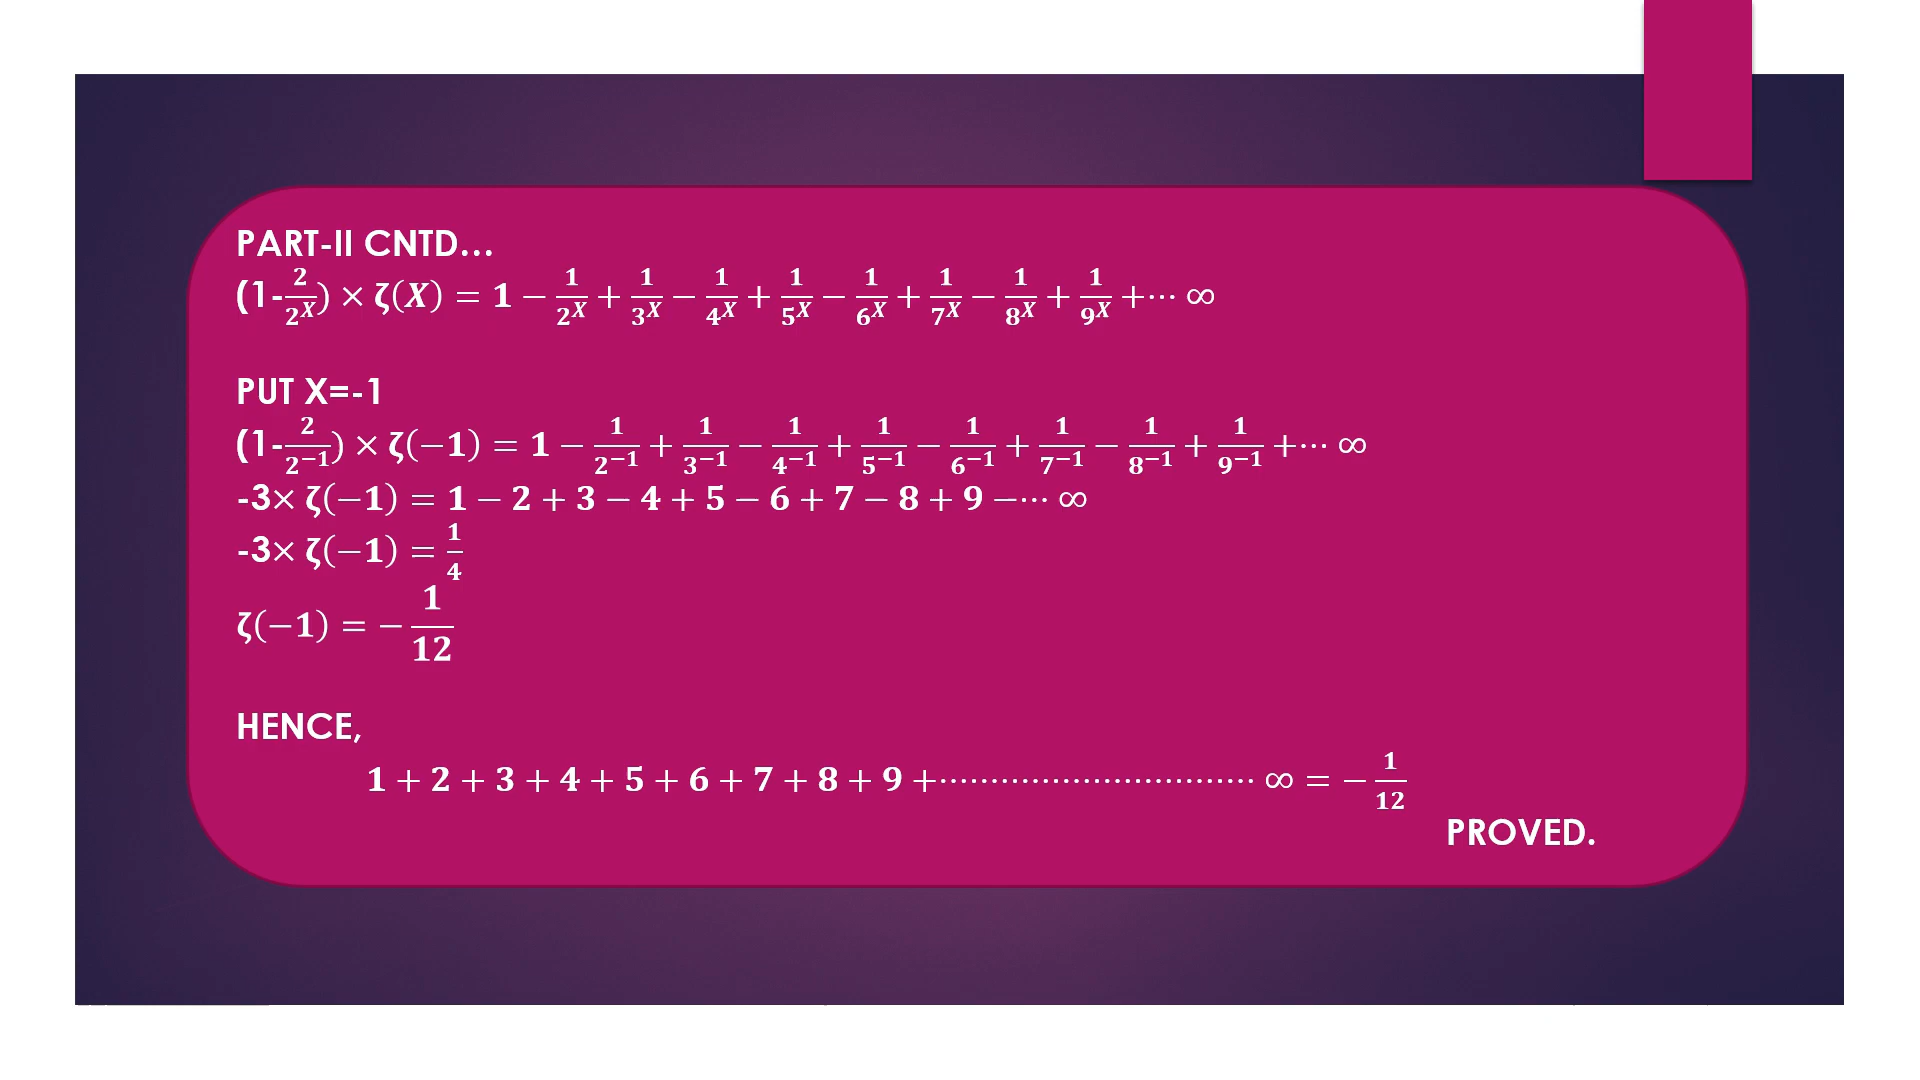 PART-II CNTD...
(1-2/2^X) × ζ(X) = 1 − 1/2^X + 1/3^X − 1/4^X + 1/5^X − 1/6^X + 1/7^X − 1/8^X + 1/9^X +⋯ ∞
PUT X=-1
(1-2/2^−1) × ζ(−1) = 1 − 1/2^−1 + 1/3^−1 − 1/4^−1 + 1/5^−1 − 1/6^−1 + 1/7^−1 − 1/8^−1 + 1/9^−1 +⋯ ∞
-3× ζ(−1) = 1 − 2 + 3 − 4 + 5 − 6 + 7 − 8 + 9 −⋯ ∞
-3× ζ(−1) = 1/4
ζ(−1) = − 1/12
HENCE,
1 + 2 + 3 + 4 + 5 + 6 + 7 + 8 + 9 +⋯⋯⋯⋯⋯⋯⋯⋯⋯⋯ ∞ = − 1/12
PROVED.